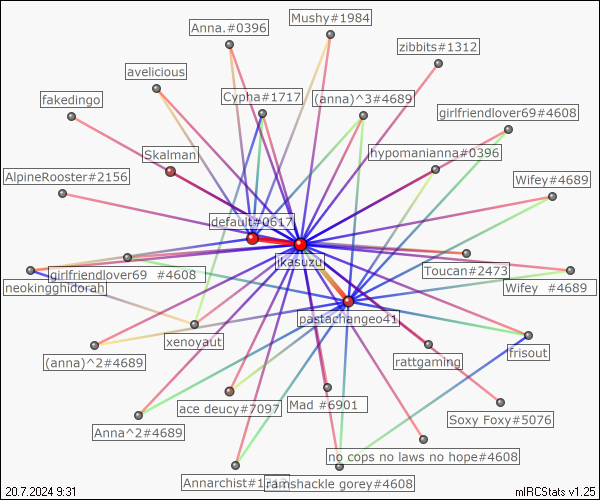 Mushy#1984
Anna.#0396
zibbits#1312
avelicious
fakedingo
Cypha#1717
(anna)^3#4689
girlfriendlover69#4608
Skalman
hypomanianna#0396
AlpineRooster#2156
Wifey#4689
default#0617
ikasuzu
girlfriendlover69 #4608
Toucan#2473
neokingghidorah
Wifey #4689
pastachangeo41
xenoyaut
frisout
(anna)^2#4689
rattgaming
ace deucy#7097
Mad #6901
Soxy Foxy#5076
Anna^2#4689
no cops no laws no hope#4608
Annarchist#
ramshackle gorey#4608
20.7.2024 9:31
mIRCStats v1.25